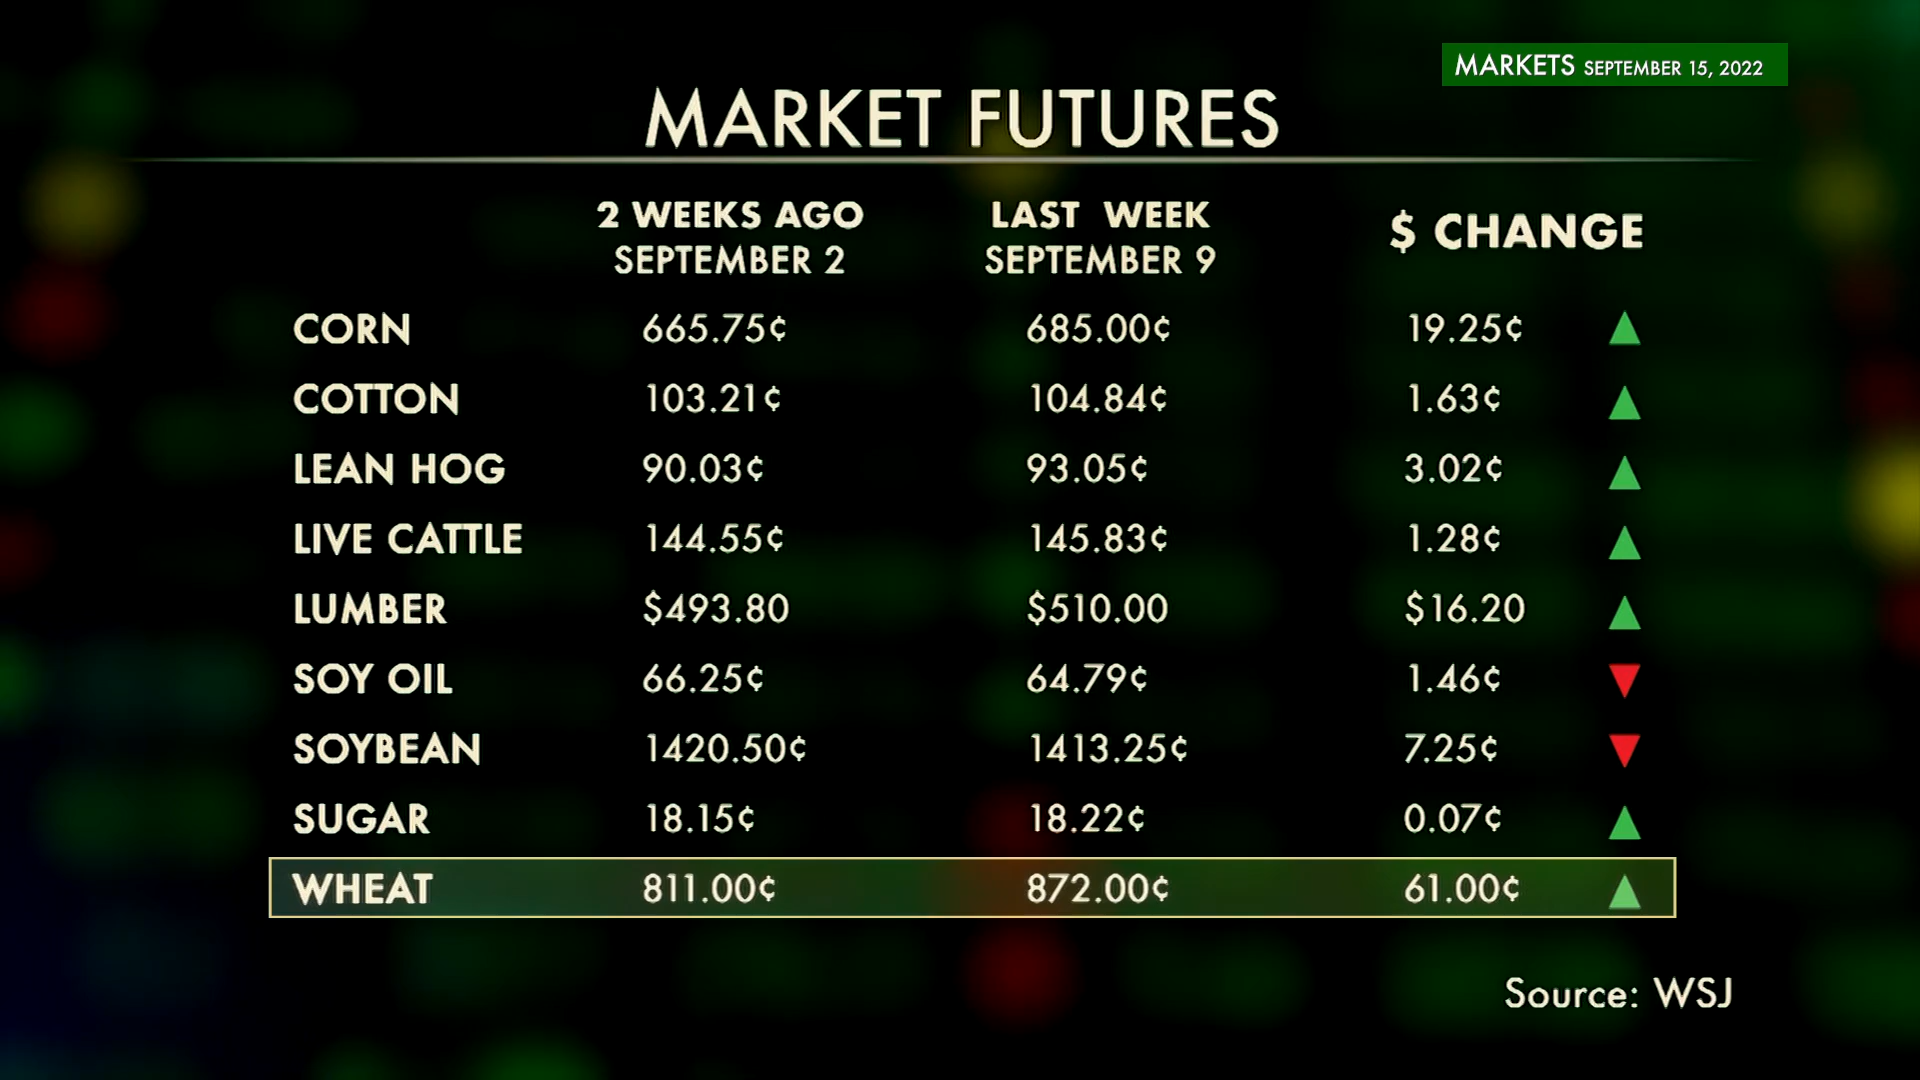 MARKETS SEPTEMBER 15, 2022
MARKET FUTURES
2 WEEKS AGO LAST WEEK $ CHANGE
SEPTEMBER 2 SEPTEMBER 9
CORN 665.75¢ 685.00¢ 19.25¢ ▲
COTTON 103.21¢ 104.84¢ 1.63¢ ▲
LEAN HOG 90.03¢ 93.05¢ 3.02¢ ▲
LIVE CATTLE 144.55¢ 145.83¢ 1.28¢ ▲
LUMBER $493.80 $510.00 $16.20 ▲
SOY OIL 66.25¢ 64.79¢ 1.46¢ ▼
SOYBEAN 1420.50¢ 1413.25¢ 7.25¢ ▼
SUGAR 18.15¢ 18.22¢ 0.07¢ ▲
WHEAT 811.00¢ 872.00¢ 61.00¢ ▲
Source: WSJ